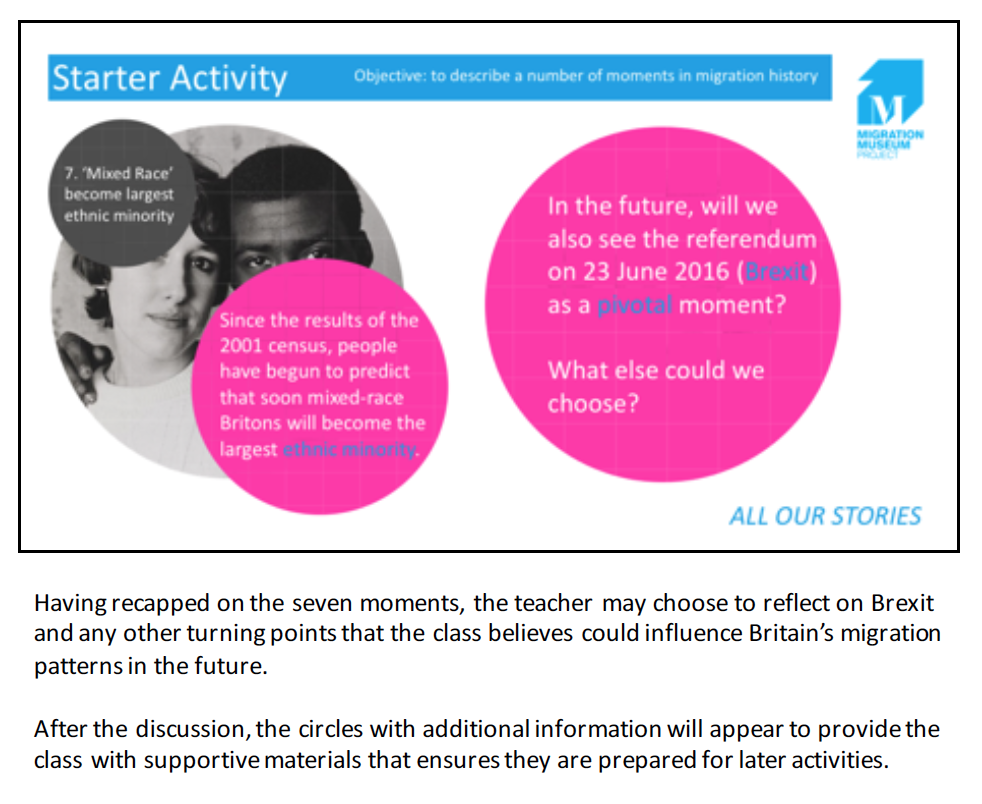 Starter Activity
Objective: to describe a number of moments in migration history
MIGRATION
MUSEUM
PROJECT
7. ‘Mixed Race’
become largest
ethnic minority
Since the results of the
2001 census, people
have begun to predict
that soon mixed-race
Britons will become the
largest ethnic minority.
In the future, will we
also see the referendum
on 23 June 2016 (Brexit)
as a pivotal moment?
What else could we
choose?
ALL OUR STORIES
Having recapped on the seven moments, the teacher may choose to reflect on Brexit
and any other turning points that the class believes could influence Britain’s migration
patterns in the future.
After the discussion, the circles with additional information will appear to provide the
class with supportive materials that ensures they are prepared for later activities.